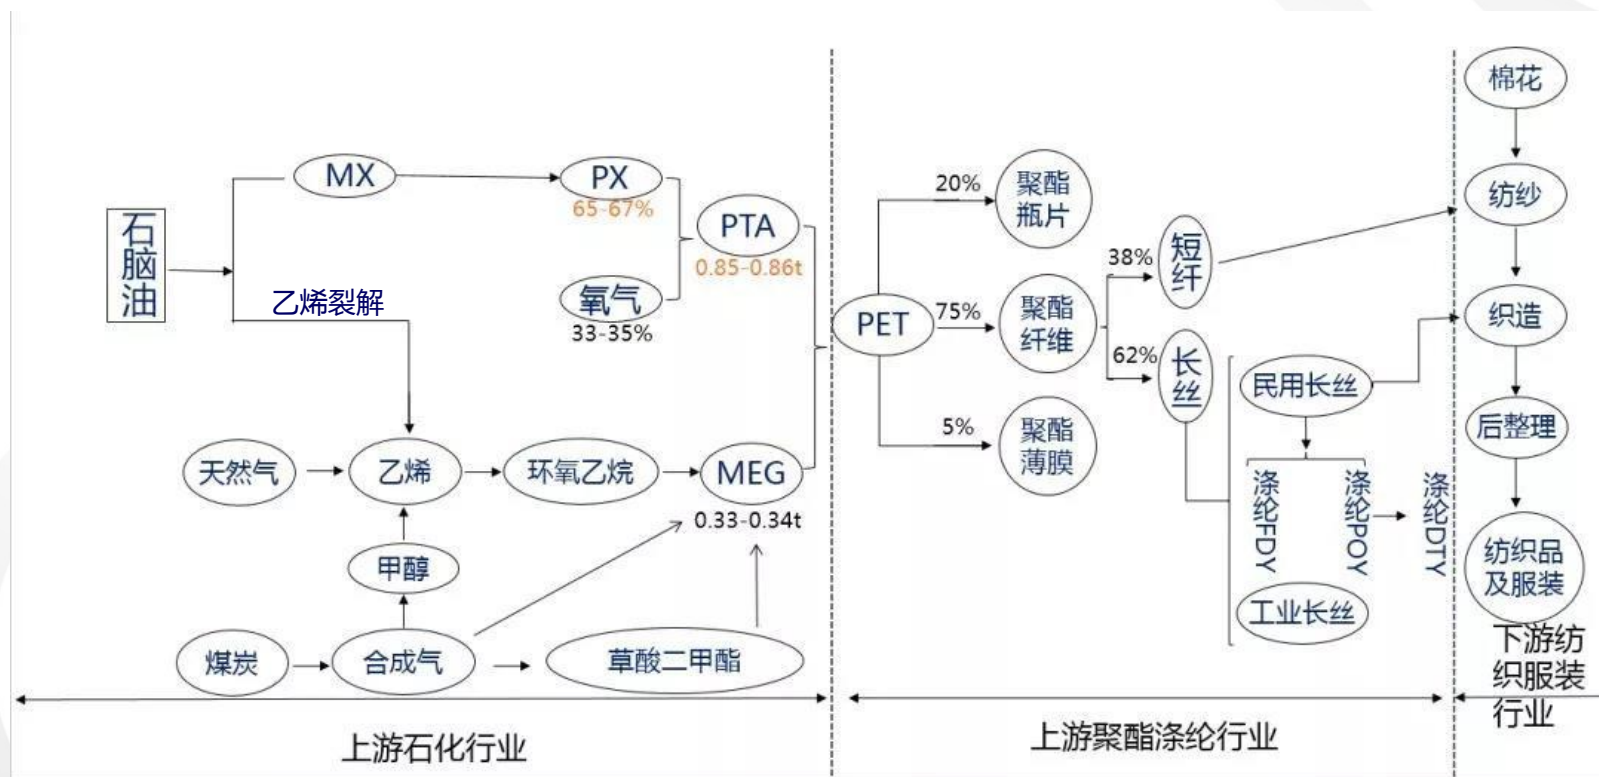 石
脑
油
MX
PX
65-67%
氧气
33-35%
PTA
0.85-0.86t
乙烯裂解
天然气
乙烯
环氧乙烷
MEG
0.33-0.34t
甲醇
煤炭
合成气
草酸二甲酯
上游石化行业
PET
20%
聚酯
瓶片
75%
聚酯
纤维
5%
聚酯
薄膜
38%
短
纤
62%
长
丝
民用长丝
涤纶FDY
涤纶POY
涤纶DTY
工业长丝
上游聚酯涤纶行业
棉花
纺纱
织造
后整理
纺织品
及服装
下游纺
织服装
行业